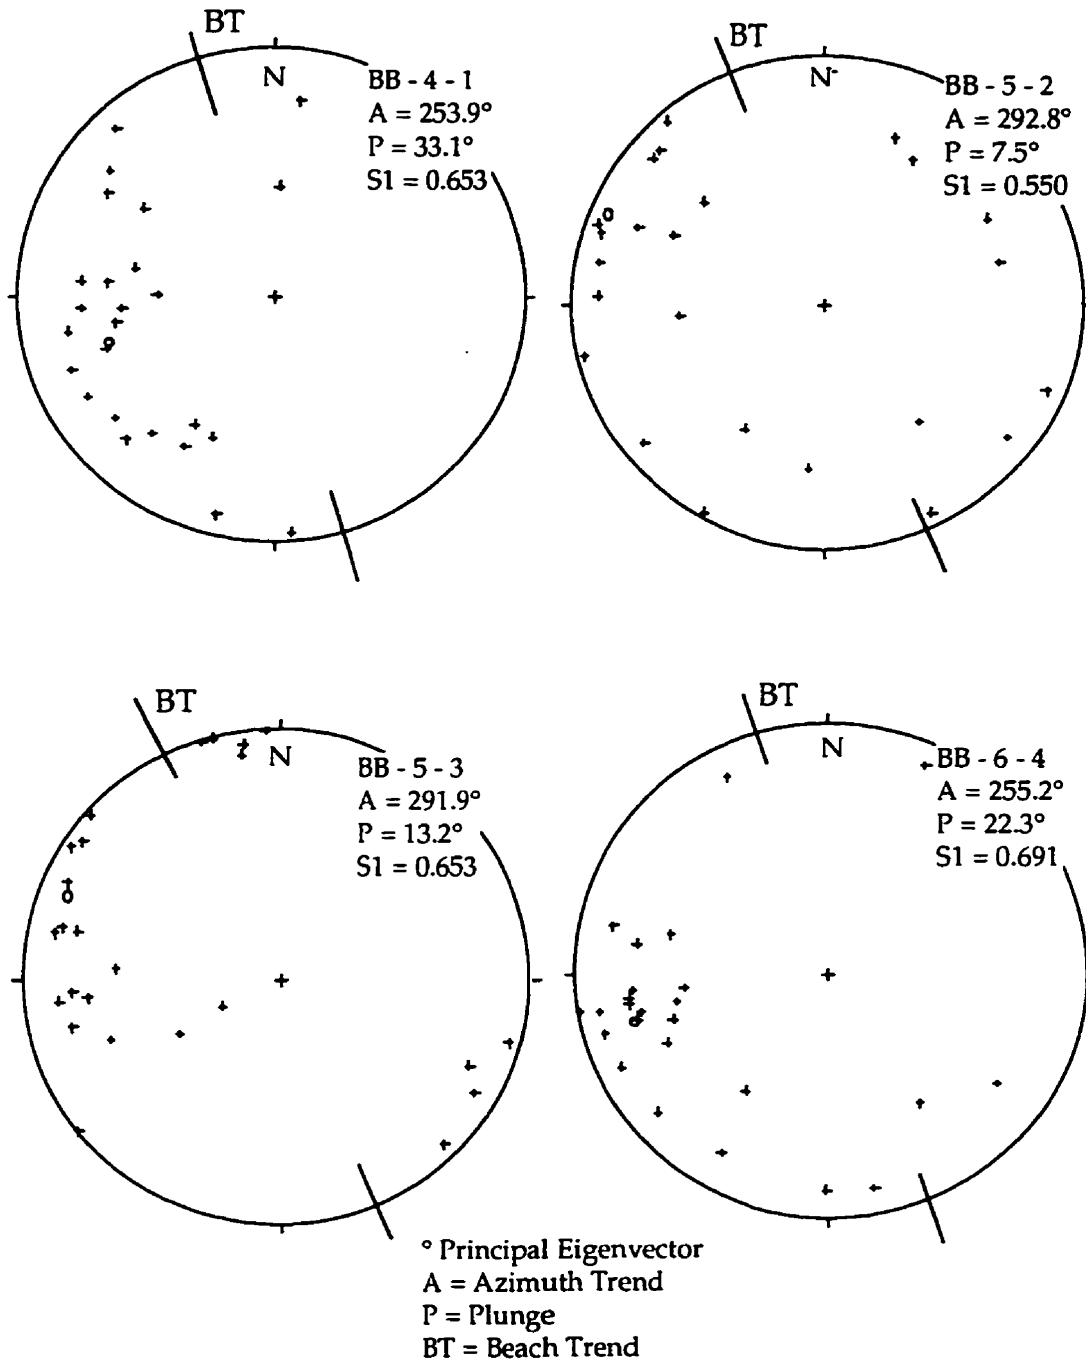 BT
N
BB - 4 - 1
A = 253.9°
P = 33.1°
S1 = 0.653
BT
N
BB - 5 - 2
A = 292.8°
P = 7.5°
S1 = 0.550
BT
N
BB - 5 - 3
A = 291.9°
P = 13.2°
S1 = 0.653
BT
N
BB - 6 - 4
A = 255.2°
P = 22.3°
S1 = 0.691
° Principal Eigenvector
A = Azimuth Trend
P = Plunge
BT = Beach Trend